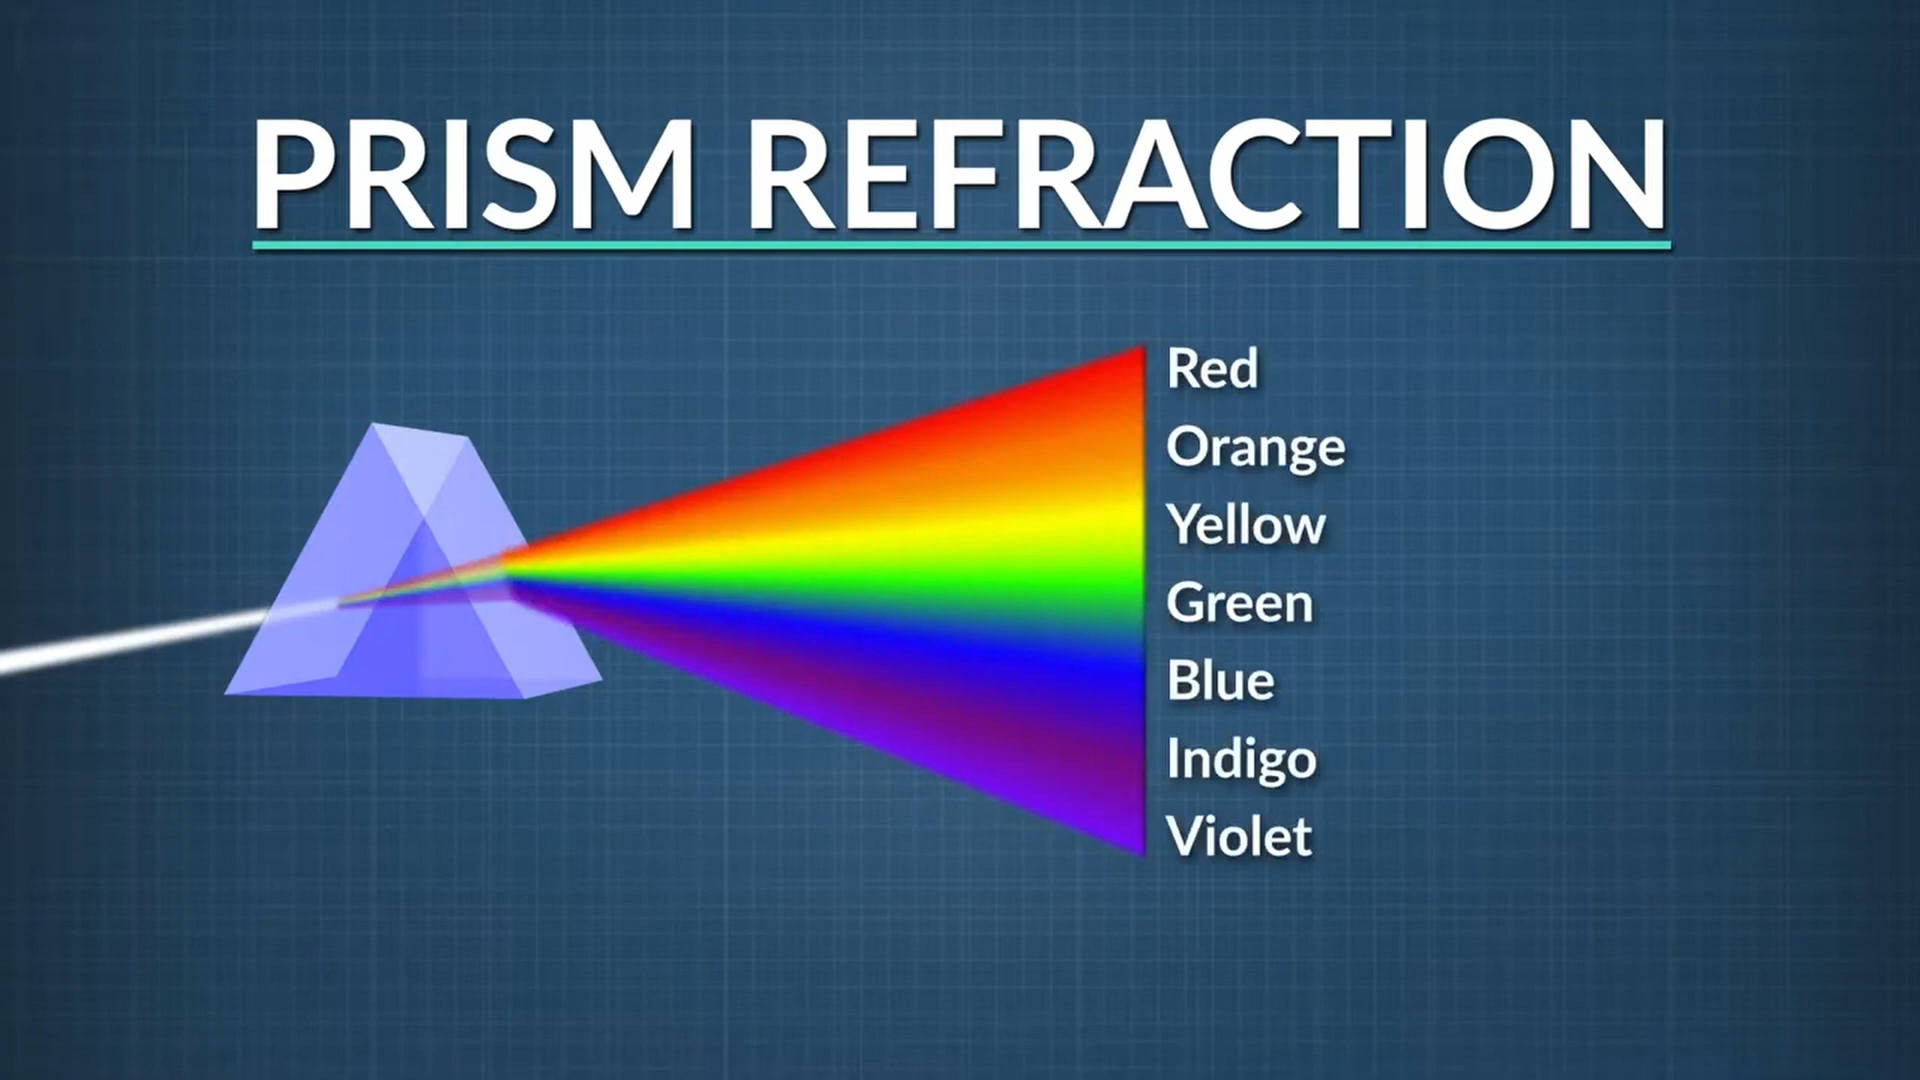 PRISM REFRACTION
Red
Orange
Yellow
Green
Blue
Indigo
Violet